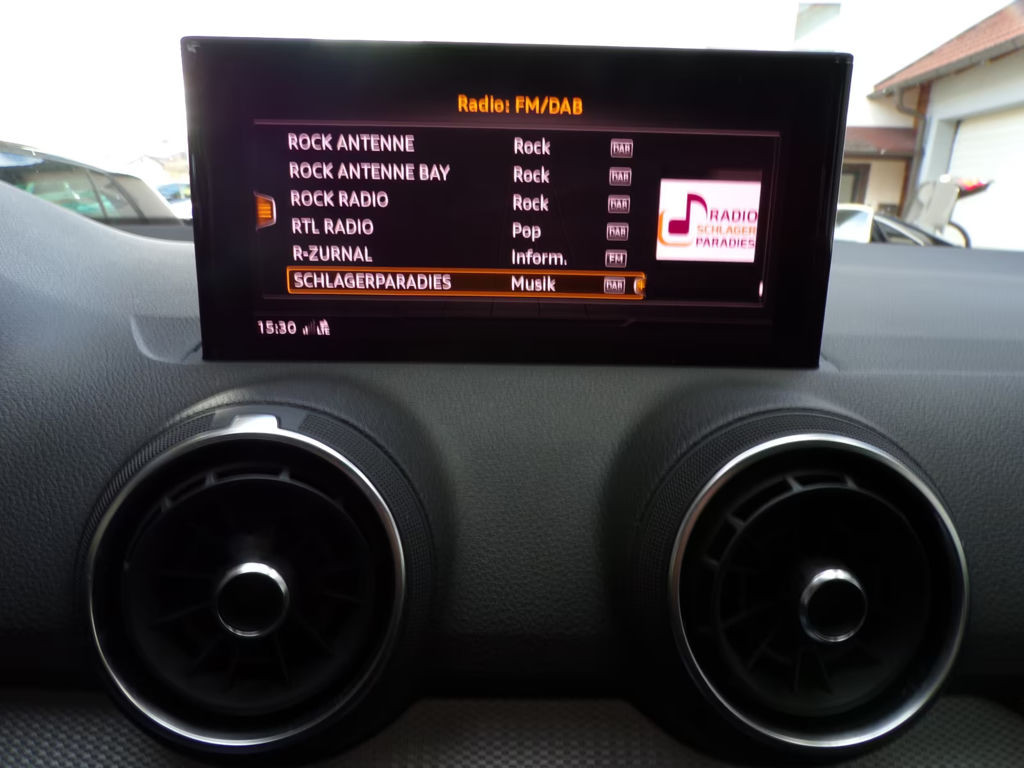 Radio: FM/DAB
ROCK ANTENNE Rock DAB
ROCK ANTENNE BAY Rock DAB
ROCK RADIO Rock DAB
RTL RADIO Pop DAB
R-ZURNAL Inform. FM
SCHLAGERPARADIES Musik DAB
RADIO
SCHLAGER
PARADIES
15:30 LTE